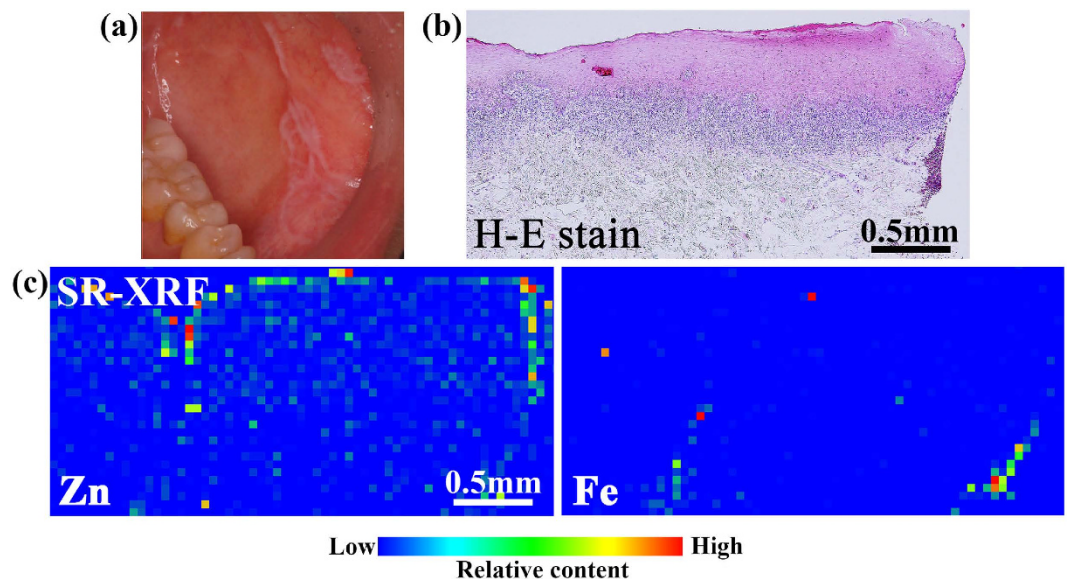 (a)
(b)
H-E stain
0.5mm
(c)
SR-XRF
Zn
0.5mm
Fe
Low
High
Relative content